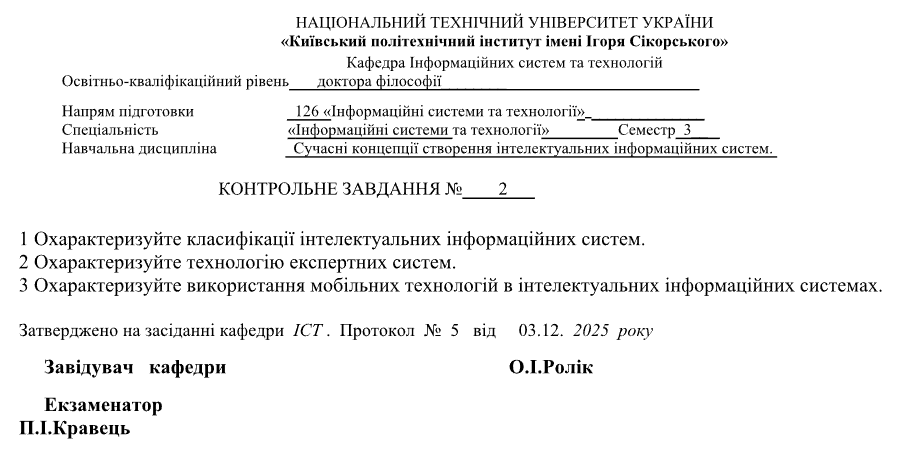 НАЦІОНАЛЬНИЙ ТЕХНІЧНИЙ УНІВЕРСИТЕТ УКРАЇНИ
«Київський політехнічний інститут імені Ігоря Сікорського»
Кафедра Інформаційних систем та технологій
Освітньо-кваліфікаційний рівень доктора філософії
Напрям підготовки 126 «Інформаційні системи та технології»
Спеціальність «Інформаційні системи та технології» Семестр 3
Навчальна дисципліна Сучасні концепції створення інтелектуальних інформаційних систем.
КОНТРОЛЬНЕ ЗАВДАННЯ № 2
1 Охарактеризуйте класифікації інтелектуальних інформаційних систем.
2 Охарактеризуйте технологію експертних систем.
3 Охарактеризуйте використання мобільних технологій в інтелектуальних інформаційних системах.
Затверджено на засіданні кафедри ІСТ . Протокол № 5 від 03.12. 2025 року
Завідувач кафедри О.І.Ролік
Екзаменатор
П.І.Кравець